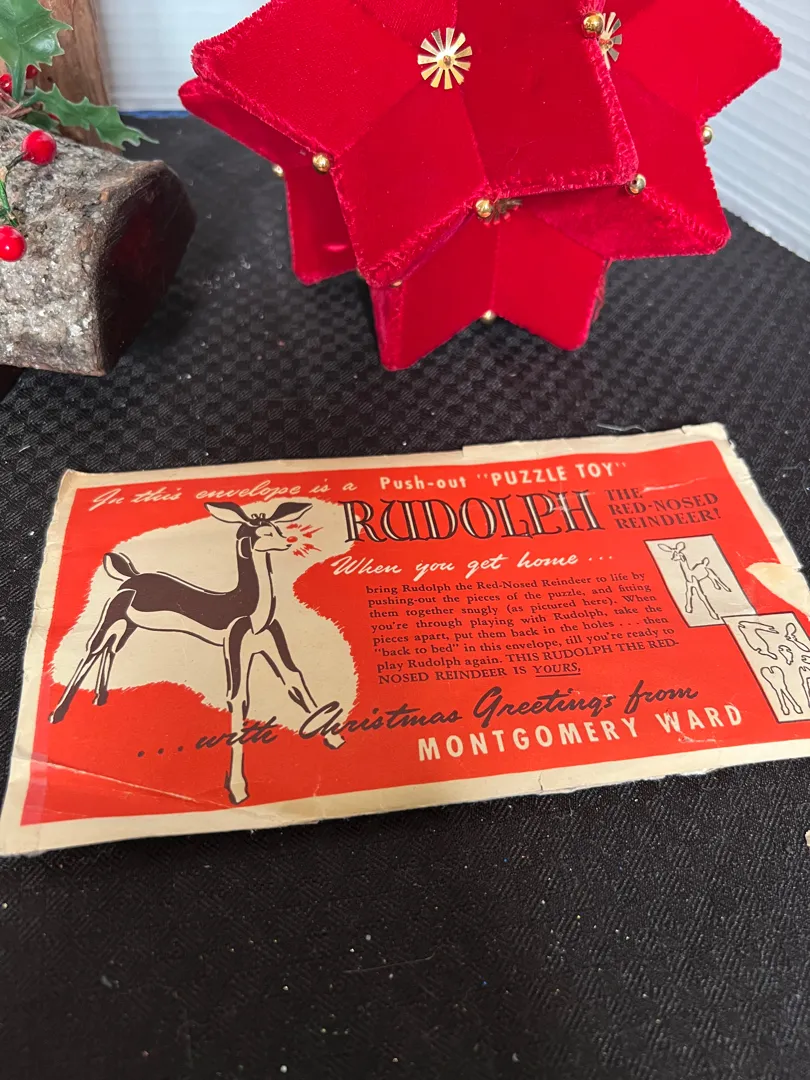 In this envelope is a Push-out "PUZZLE TOY"
RUDOLPH THE
RED-NOSED
REINDEER!
When you get home...
bring Rudolph the Red-Nosed Reindeer to life by
pushing-out the pieces of the puzzle, and fitting
them together snugly (as pictured here). When
you're through playing with Rudolph, take the
pieces apart, put them back in the holes . . . then
"back to bed" in this envelope, till you're ready to
play Rudolph again. THIS RUDOLPH THE RED-
NOSED REINDEER IS YOURS,
...with Christmas Greetings from
MONTGOMERY WARD